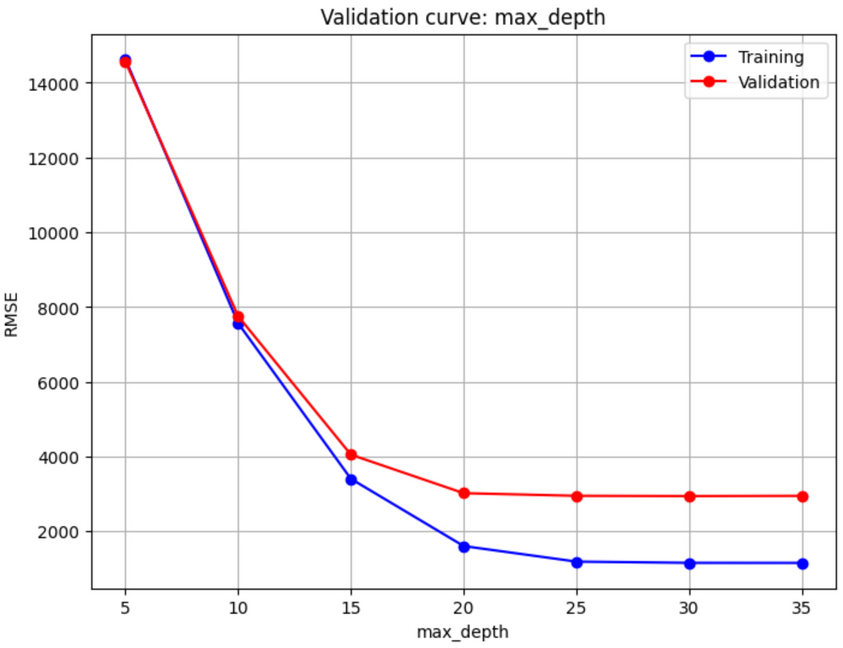 Validation curve: max_depth
Training
Validation
14000
12000
10000
8000
6000
4000
2000
RMSE
5 10 15 20 25 30 35
max_depth